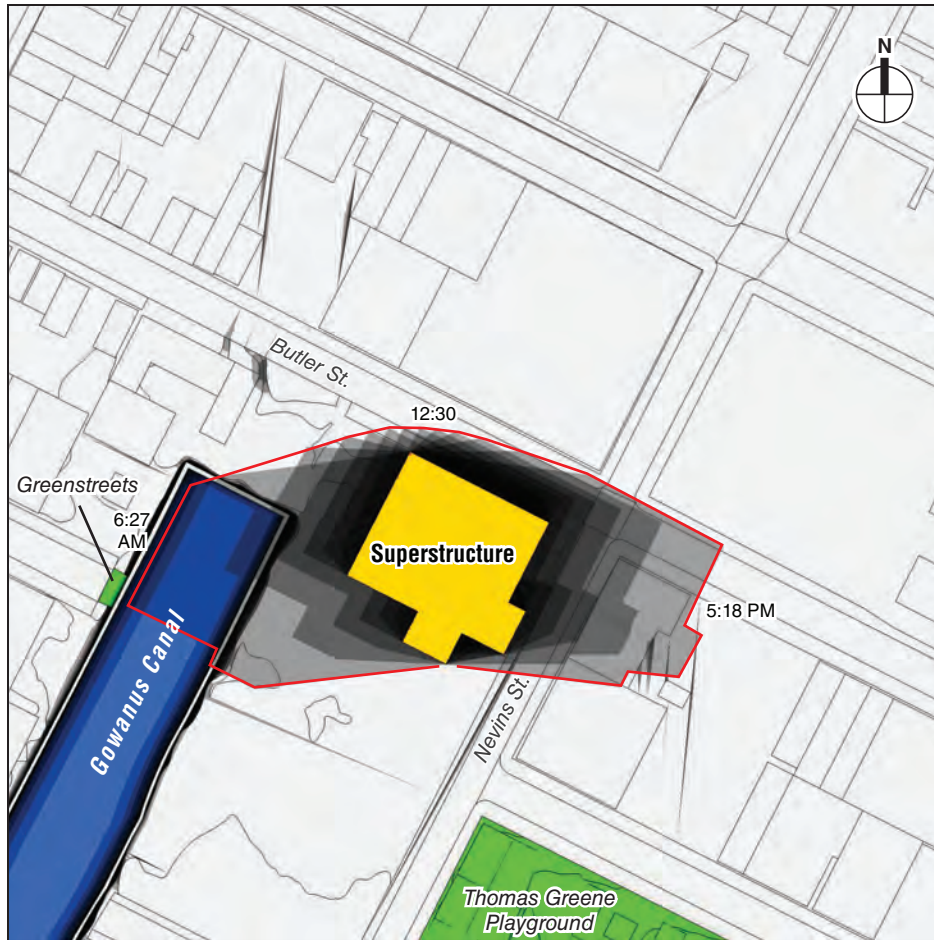 N
Butler St.
12:30
Greenstreets
6:27
AM
Superstructure
5:18 PM
Gowanus Canal
Nevins St.
Thomas Greene
Playground